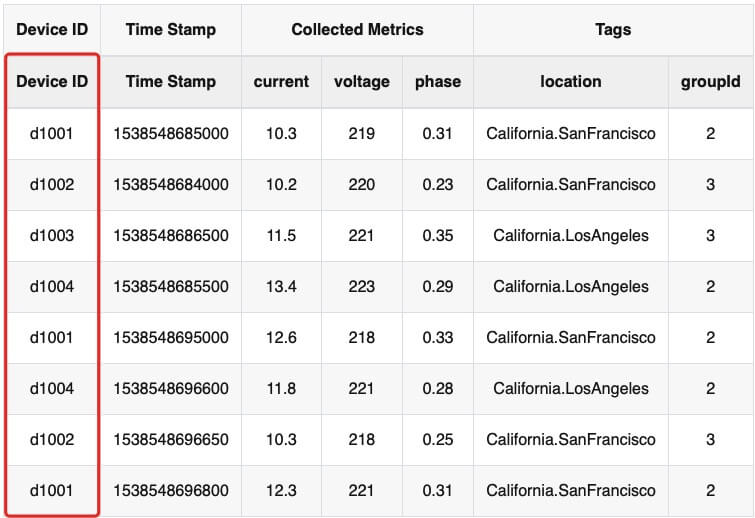 Device ID Time Stamp Collected Metrics Tags
Device ID Time Stamp current voltage phase location groupId
d1001 1538548685000 10.3 219 0.31 California.SanFrancisco 2
d1002 1538548684000 10.2 220 0.23 California.SanFrancisco 3
d1003 1538548686500 11.5 221 0.35 California.LosAngeles 3
d1004 1538548685500 13.4 223 0.29 California.LosAngeles 2
d1001 1538548695000 12.6 218 0.33 California.SanFrancisco 2
d1004 1538548696600 11.8 221 0.28 California.LosAngeles 2
d1002 1538548696650 10.3 218 0.25 California.SanFrancisco 3
d1001 1538548696800 12.3 221 0.31 California.SanFrancisco 2